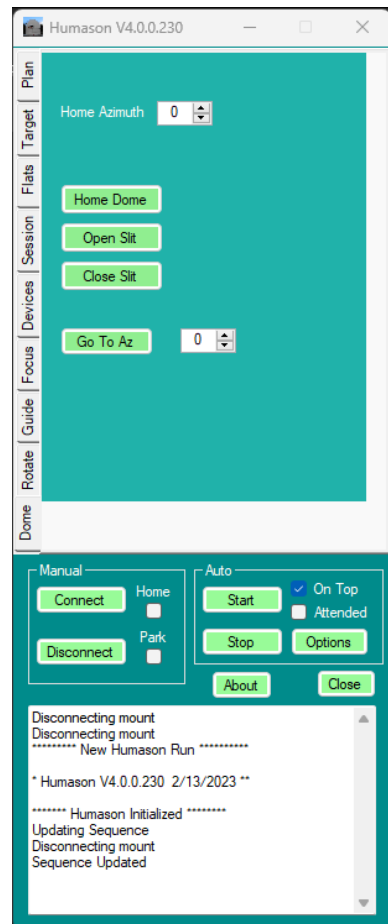 Humason V4.0.0.230
Plan
Target
Flats
Session
Devices
Focus
Guide
Rotate
Dome
Home Azimuth 0
Home Dome
Open Slit
Close Slit
Go To Az 0
Manual
Connect Home
Disconnect Park
Auto
Start On Top
Attended
Stop Options
About Close
Disconnecting mount
Disconnecting mount
********* New Humason Run **********
* Humason V4.0.0.230 2/13/2023 **
******* Humason Initialized ********
Updating Sequence
Disconnecting mount
Sequence Updated